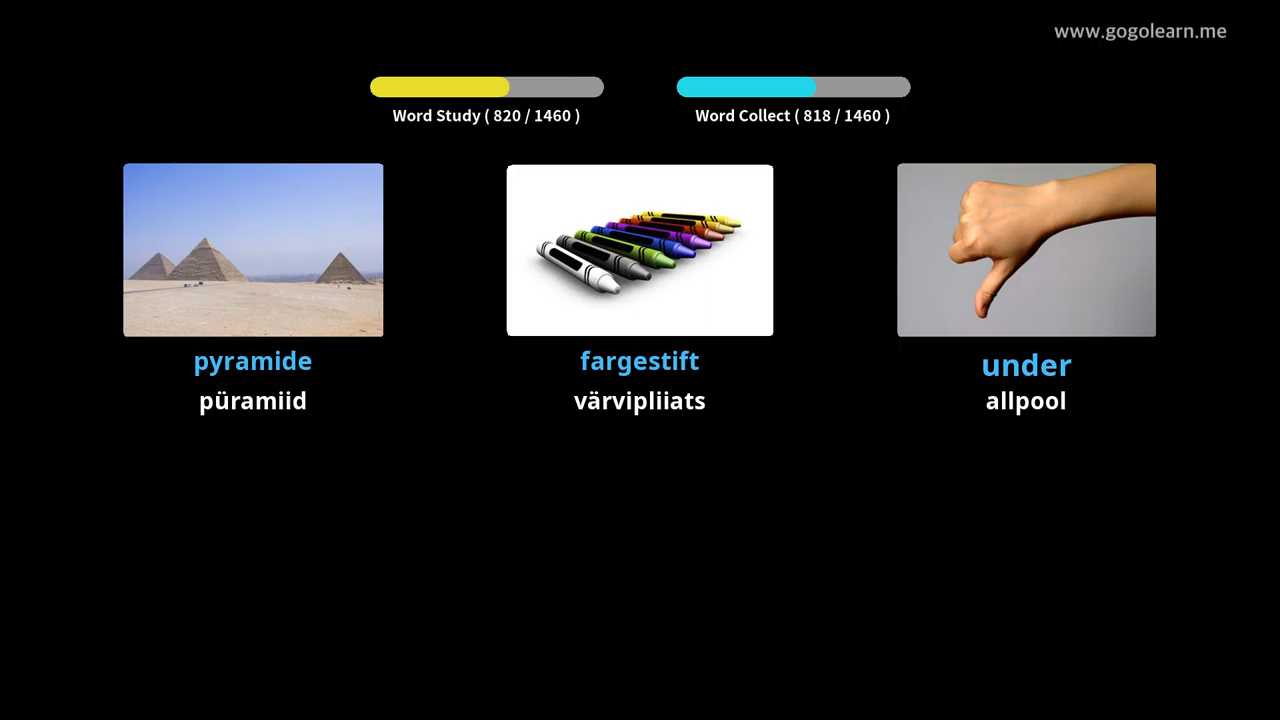 www.gogolearn.me
Word Study ( 820 / 1460 )
Word Collect ( 818 / 1460 )
pyramide
fargestift
under
püramiid
värvipliiats
allpool